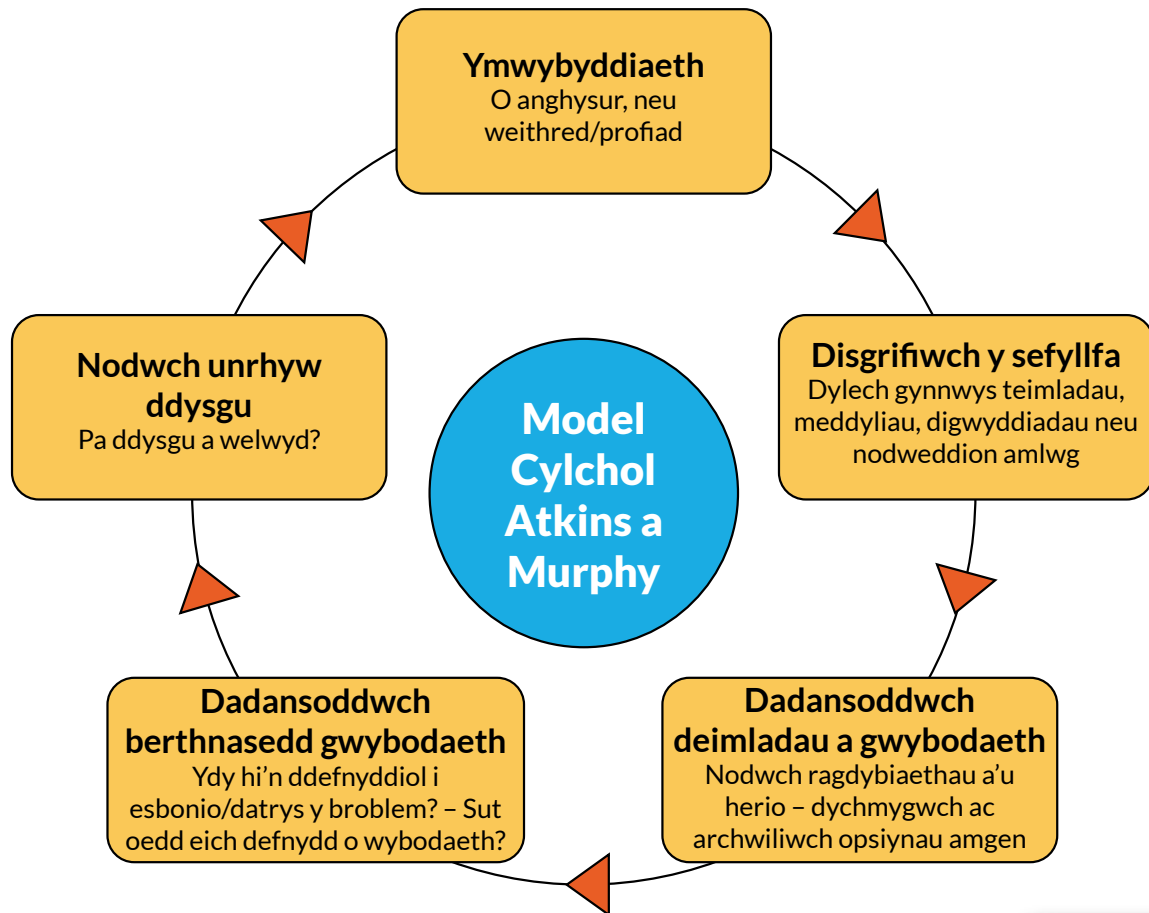 Ymwybyddiaeth
O anghysur, neu
weithred/profiad
Disgrifiwch y sefyllfa
Dylech gynnwys teimladau,
meddyliau, digwyddiadau neu
nodweddion amlwg
Dadansoddwch
deimladau a gwybodaeth
Nodwch ragdybiaethau a'u
herio – dychmygwch ac
archwiliwch opsiynau amgen
Dadansoddwch
berthnasedd gwybodaeth
Ydy hi'n ddefnyddiol i
esbonio/datrys y broblem? – Sut
oedd eich defnydd o wybodaeth?
Nodwch unrhyw
ddysgu
Pa ddysgu a welwyd?
Model
Cylchol
Atkins a
Murphy